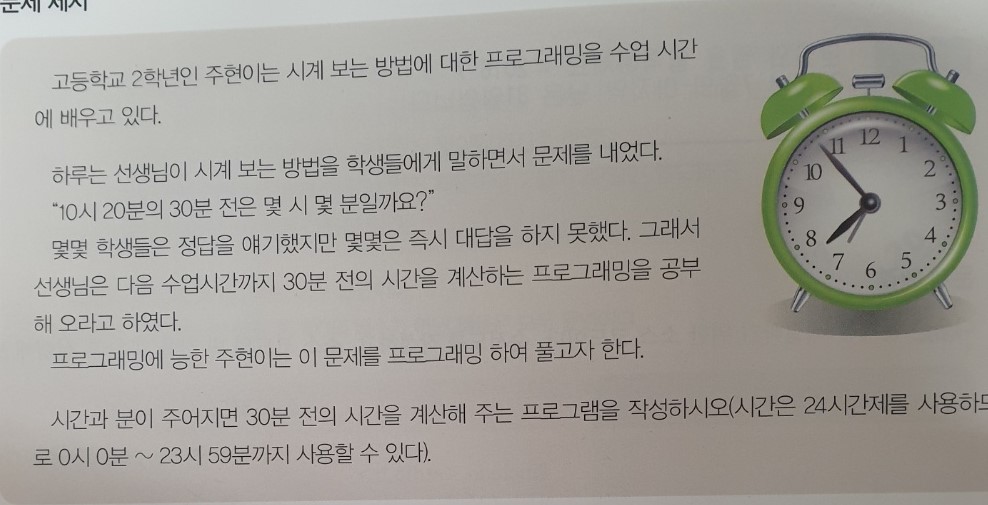 문제 제시
고등학교 2학년인 주현이는 시계 보는 방법에 대한 프로그래밍을 수업 시간
에 배우고 있다.
하루는 선생님이 시계 보는 방법을 학생들에게 말하면서 문제를 내었다.
“10시 20분의 30분 전은 몇 시 몇 분일까요?”
몇몇 학생들은 정답을 얘기했지만 몇몇은 즉시 대답을 하지 못했다. 그래서
선생님은 다음 수업시간까지 30분 전의 시간을 계산하는 프로그래밍을 공부
해 오라고 하였다.
프로그래밍에 능한 주현이는 이 문제를 프로그래밍 하여 풀고자 한다.
시간과 분이 주어지면 30분 전의 시간을 계산해 주는 프로그램을 작성하시오(시간은 24시간제를 사용하므
로 0시 0분 ~ 23시 59분까지 사용할 수 있다).
12
1
2
3
4
5
6
7
8
9
10
11